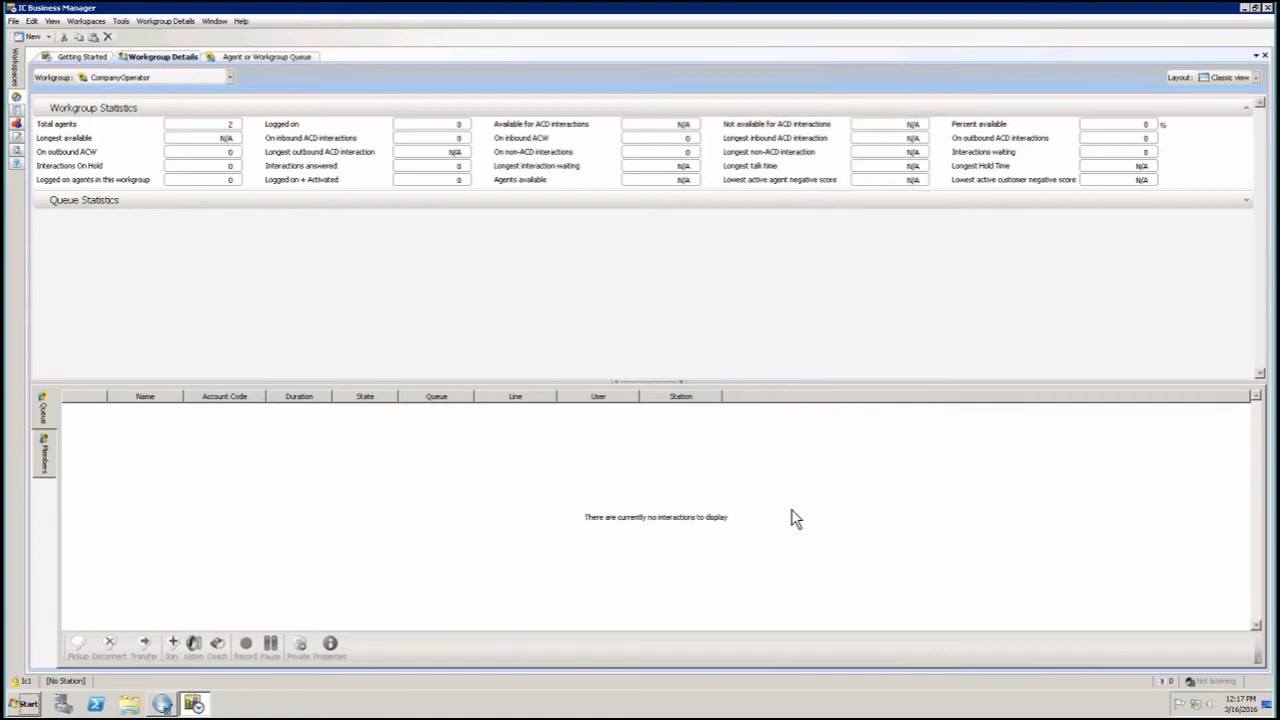 IC Business Manager
File Edit View Workspaces Tools Workgroup Details Window Help
New
Getting Started Workgroup Details Agent or Workgroup Queue
Workspaces
Workgroup: CompanyOperator Layout: Classic view
Workgroup Statistics
Total agents 2 Logged on 0 Available for ACD interactions N/A Not available for ACD interactions N/A Percent available 0 %
Longest available N/A On inbound ACD interactions 0 On inbound ACW 0 Longest inbound ACD interaction N/A On outbound ACD interactions 0
On outbound ACW 0 Longest outbound ACD interaction N/A On non-ACD interactions 0 Longest non-ACD interaction N/A Interactions waiting 0
Interactions On Hold 0 Interactions answered 0 Longest interaction waiting N/A Longest talk time N/A Longest Hold Time N/A
Logged on agents in this workgroup 0 Logged on + Activated 0 Agents available N/A Lowest active agent negative score N/A Lowest active customer negative score N/A
Queue Statistics
Queue
Members
Name Account Code Duration State Queue Line User Station
There are currently no interactions to display
Pickup Disconnect Transfer Join Listen Coach Record Pause Private Properties
Ic1 [No Station] 0 Not listening
Start 12:17 PM
3/16/2016